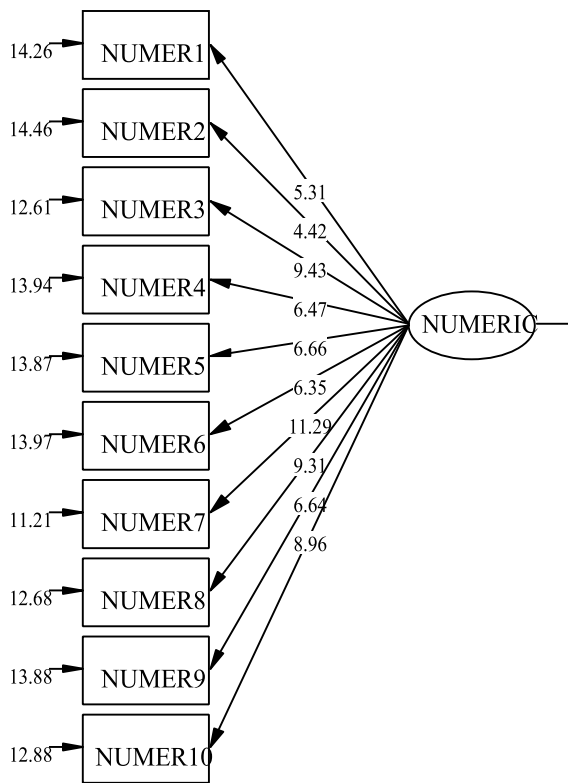 14.26
NUMER1
14.46
NUMER2
12.61
NUMER3
13.94
NUMER4
13.87
NUMER5
13.97
NUMER6
11.21
NUMER7
12.68
NUMER8
13.88
NUMER9
12.88
NUMER10
5.31
4.42
9.43
6.47
6.66
6.35
11.29
9.31
6.64
8.96
NUMERIC